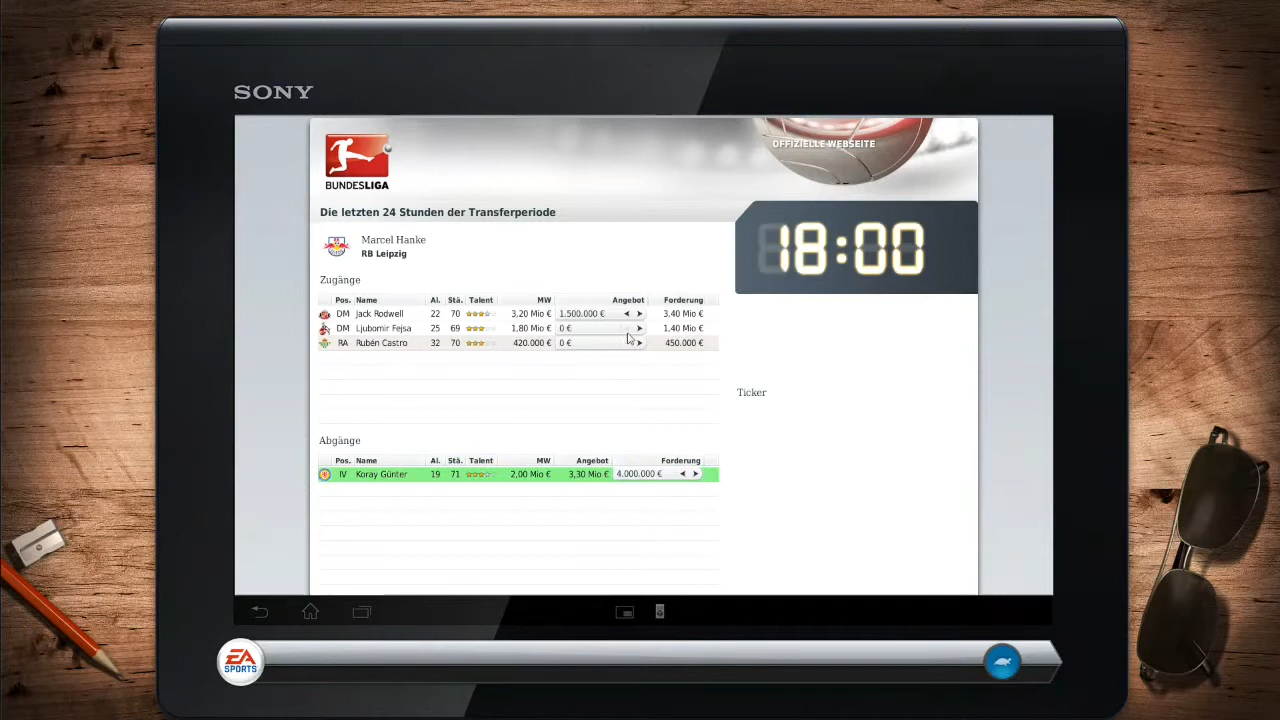 SONY
BUNDESLIGA
OFFIZIELLE WEBSEITE
Die letzten 24 Stunden der Transferperiode
18:00
Marcel Hanke
RB Leipzig
Zugänge
Pos. Name Al. Stä. Talent MW Angebot Forderung
DM Jack Rodwell 22 70 3,20 Mio € 1.500.000 € 3.40 Mio €
DM Ljubomir Fejsa 25 69 1,80 Mio € 0 € 1.40 Mio €
RA Rubén Castro 32 70 420.000 € 0 € 450.000 €
Ticker
Abgänge
Pos. Name Al. Stä. Talent MW Angebot Forderung
IV Koray Günter 19 71 2,00 Mio € 3,30 Mio € 4.000.000 €
EA
SPORTS